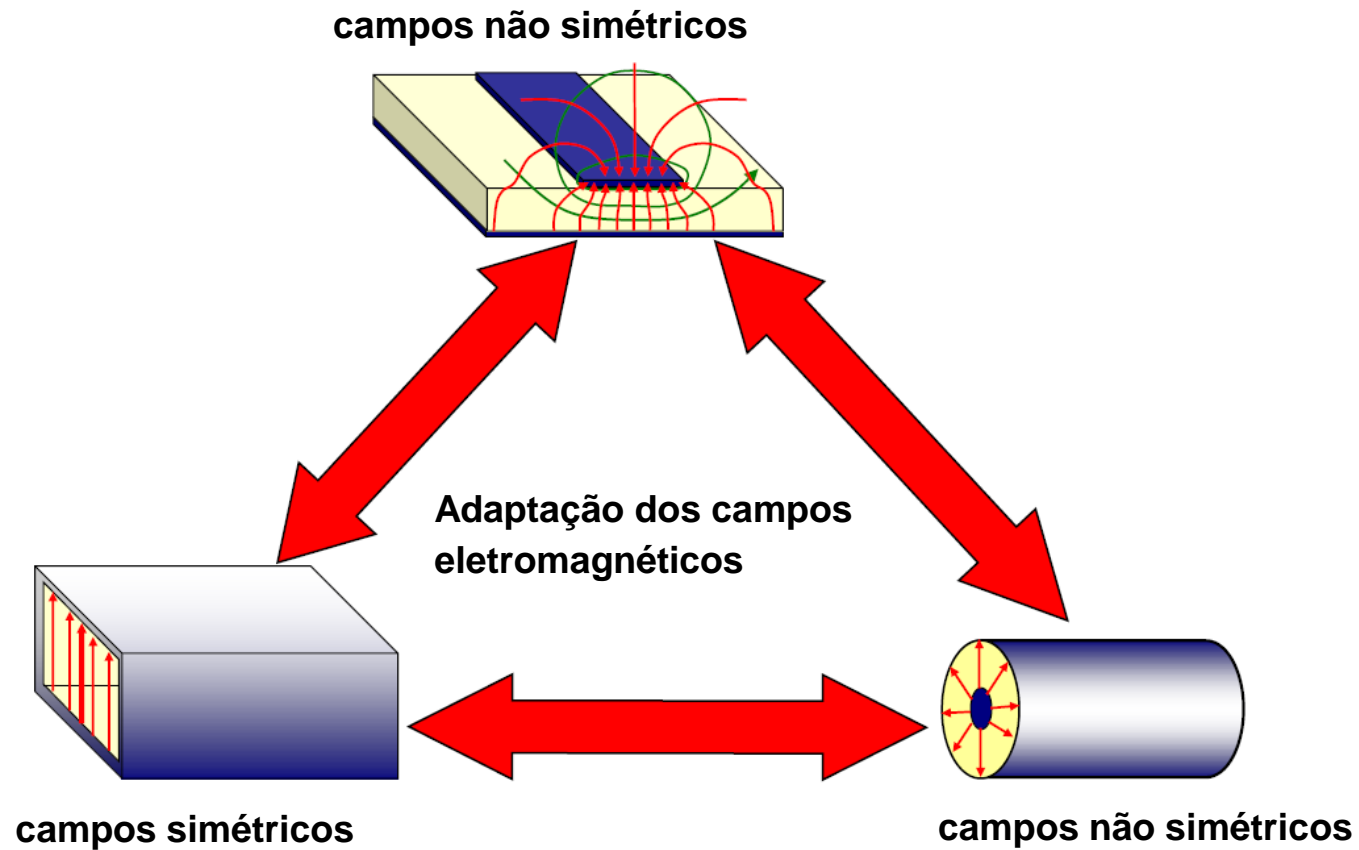 campos não simétricos
Adaptação dos campos
eletromagnéticos
campos simétricos
campos não simétricos